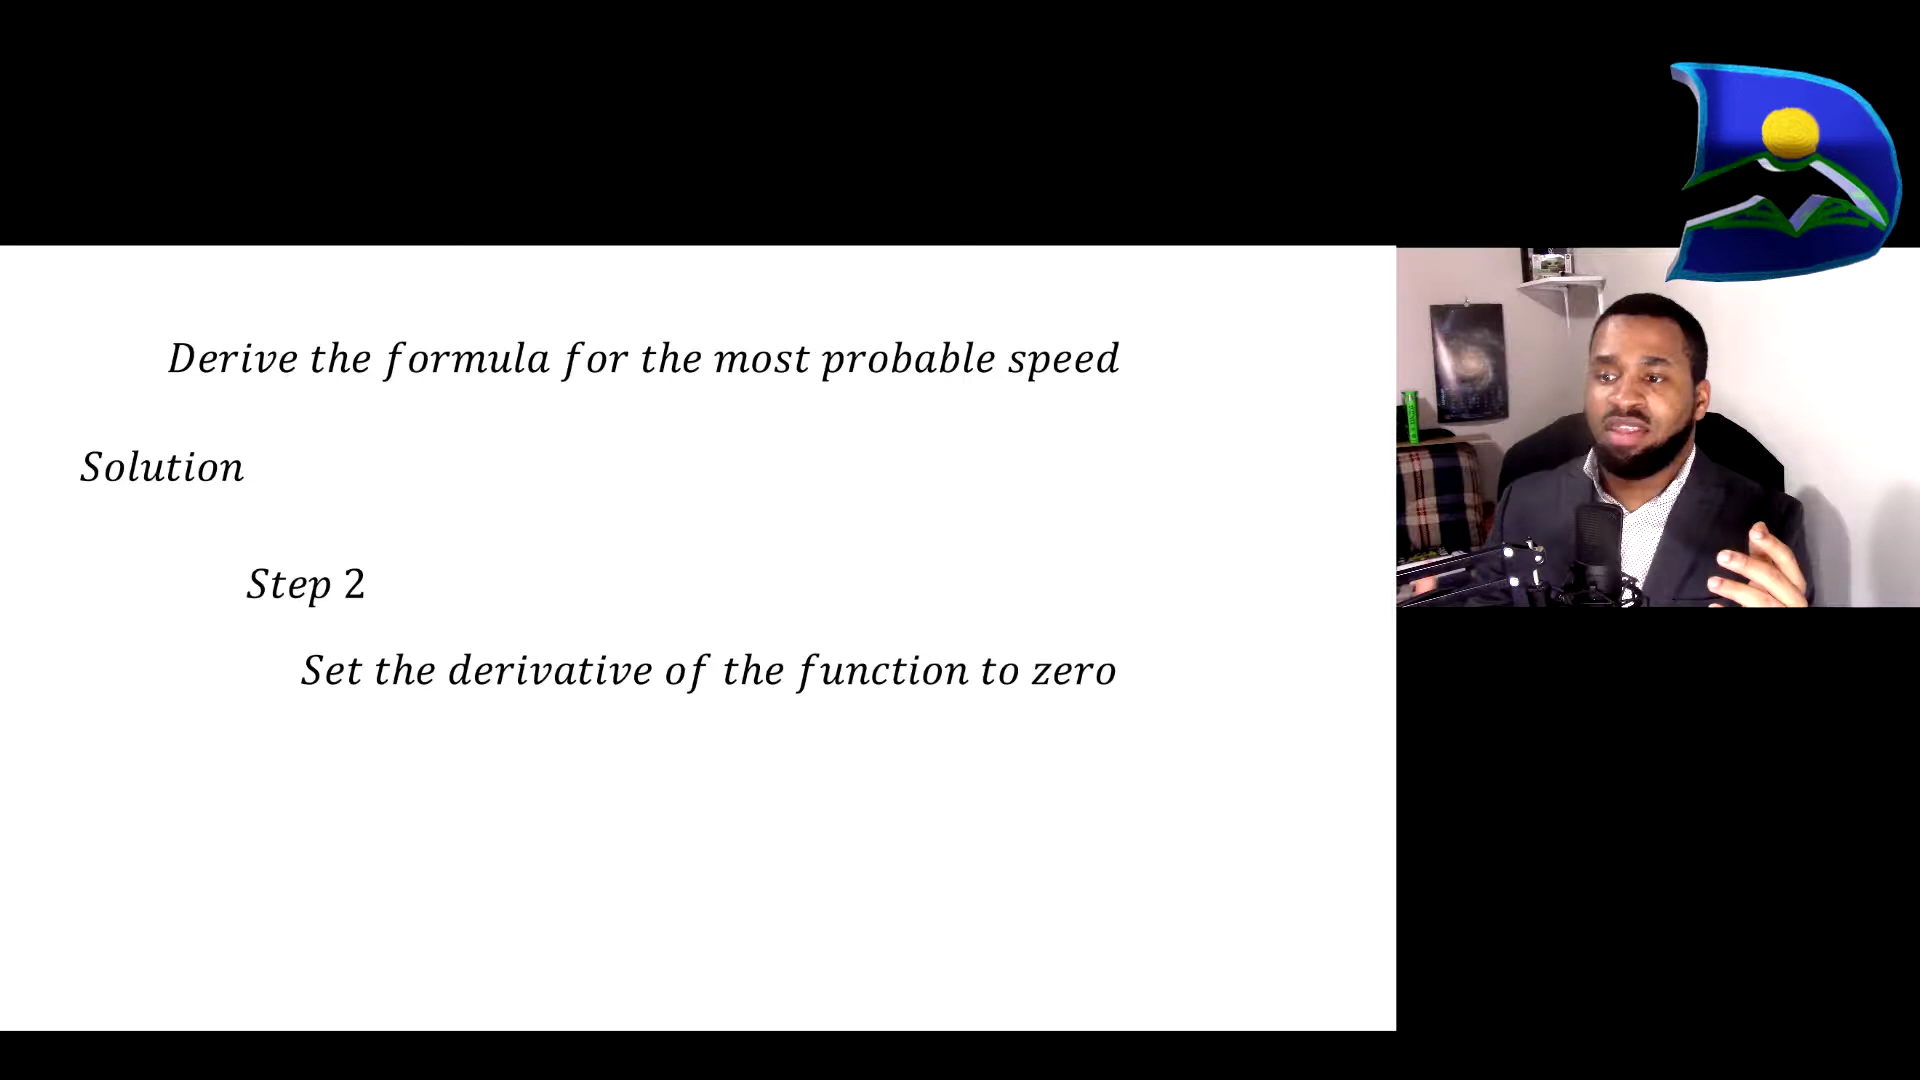 Derive the formula for the most probable speed
Solution
Step 2
Set the derivative of the function to zero